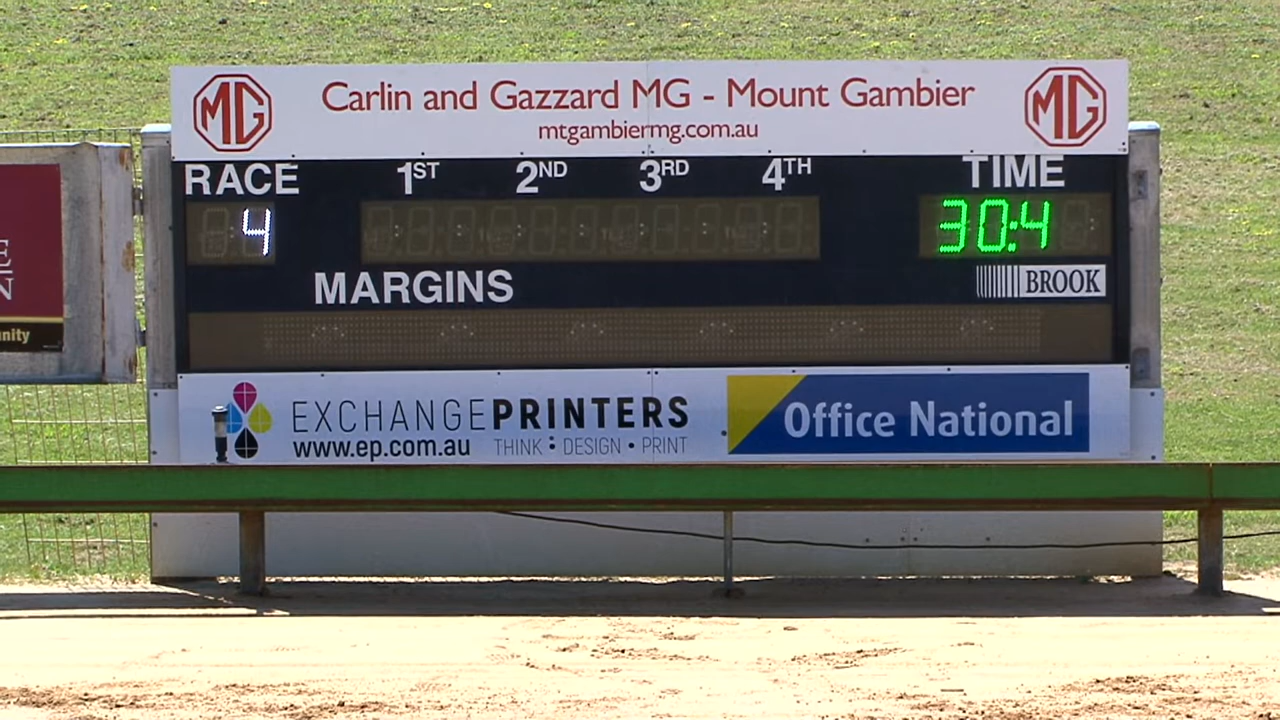 MG
Carlin and Gazzard MG - Mount Gambier
MG
mtgambiermg.com.au
RACE 1ST 2ND 3RD 4TH TIME
4 30:4
MARGINS
BROOK
E
N
nity
EXCHANGEPRINTERS
www.ep.com.au THINK : DESIGN • PRINT
Office National